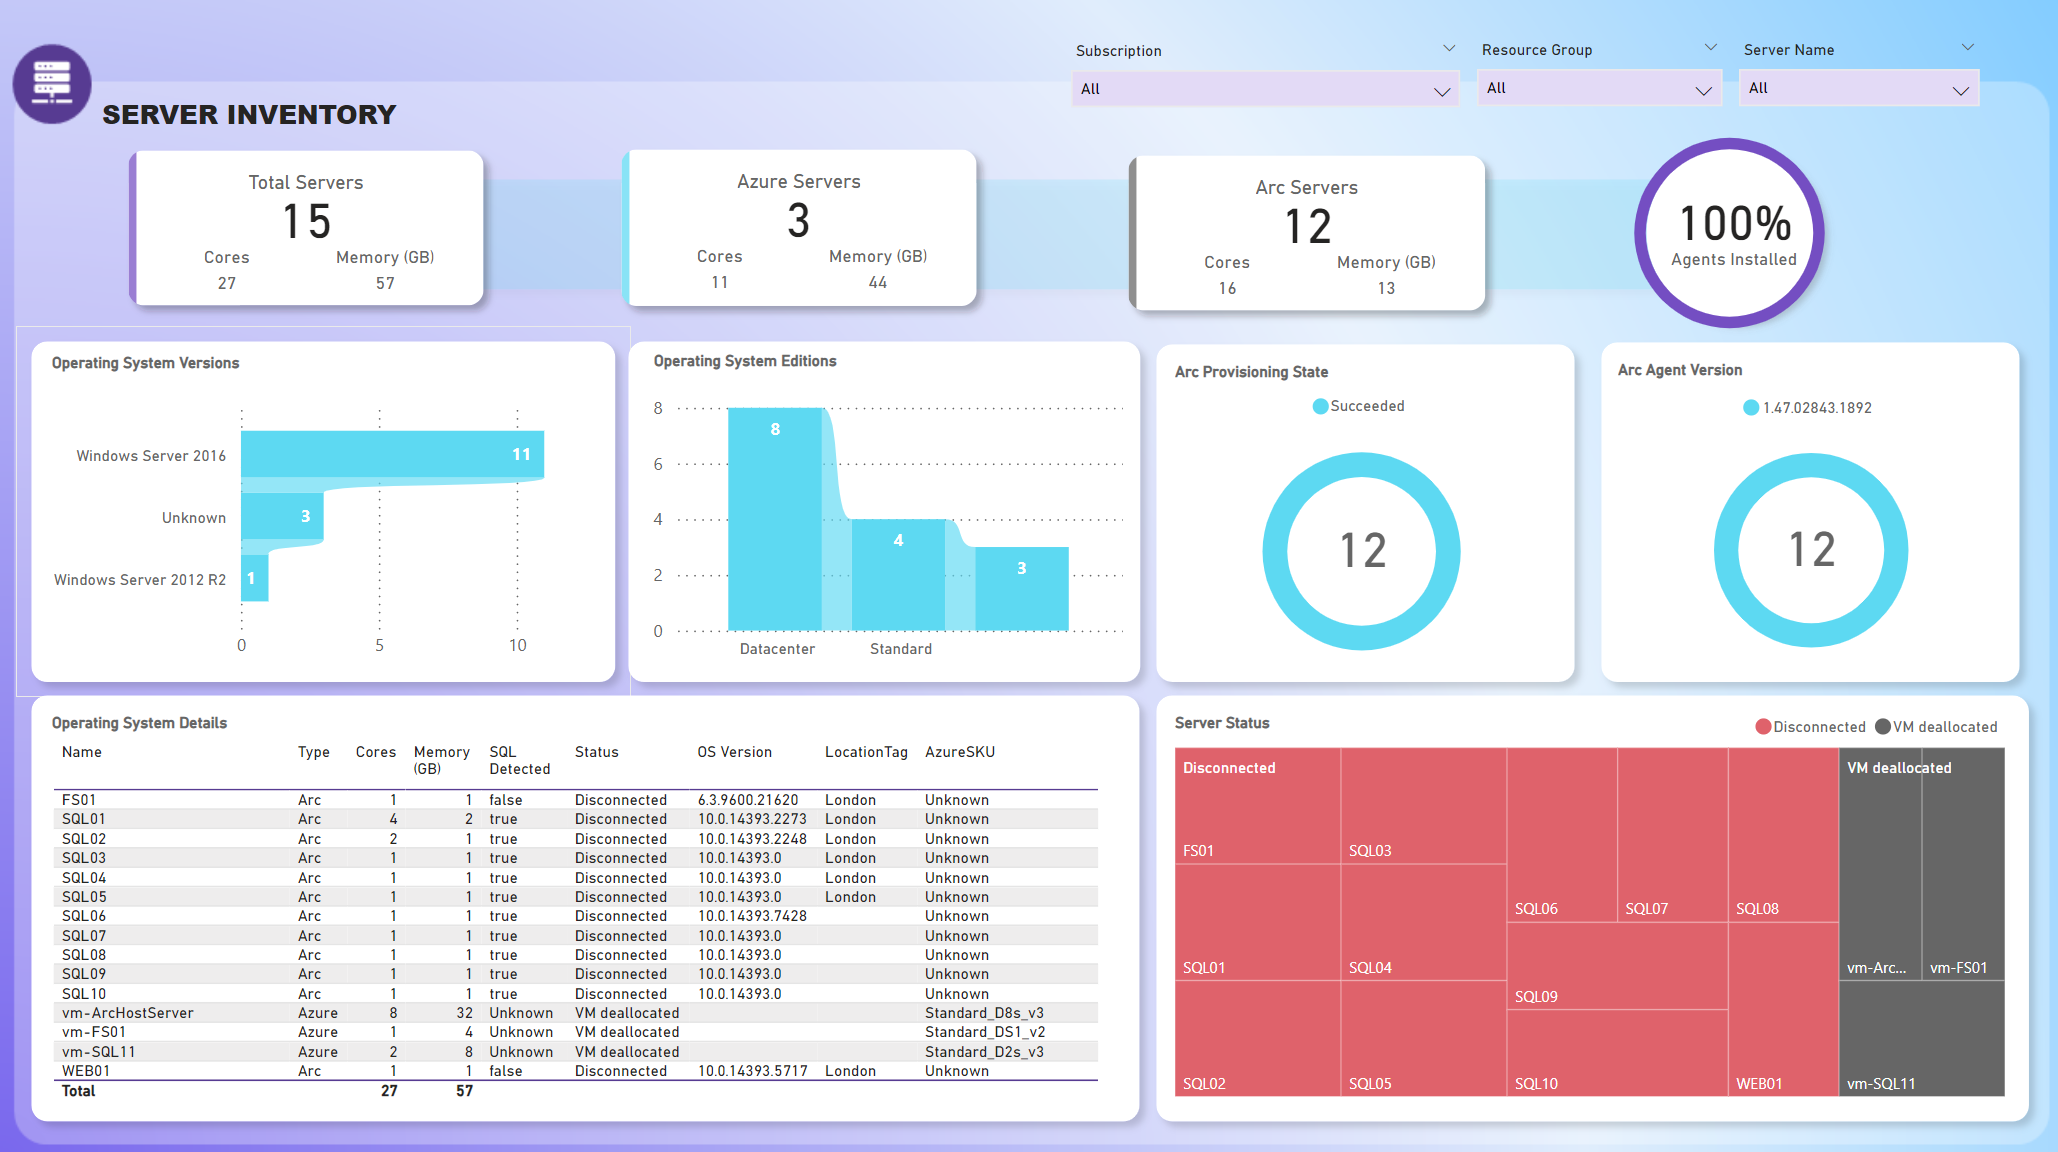 Subscription
Resource Group
Server Name
All
All
All
SERVER INVENTORY
Total Servers
15
Cores
Memory (GB)
27
57
Azure Servers
3
Cores
Memory (GB)
11
44
Arc Servers
12
Cores
Memory (GB)
16
13
100%
Agents Installed
Operating System Versions
Windows Server 2016
11
Unknown
3
Windows Server 2012 R2
1
0 5 10
Operating System Editions
8
6
4
2
0
8
4
3
Datacenter Standard
Arc Provisioning State
Succeeded
12
Arc Agent Version
1.47.02843.1892
12
Operating System Details
Name Type Cores Memory (GB) SQL Detected Status OS Version LocationTag AzureSKU
FS01 Arc 1 1 false Disconnected 6.3.9600.21620 London Unknown
SQL01 Arc 4 2 true Disconnected 10.0.14393.2273 London Unknown
SQL02 Arc 2 1 true Disconnected 10.0.14393.2248 London Unknown
SQL03 Arc 1 1 true Disconnected 10.0.14393.0 London Unknown
SQL04 Arc 1 1 true Disconnected 10.0.14393.0 London Unknown
SQL05 Arc 1 1 true Disconnected 10.0.14393.0 London Unknown
SQL06 Arc 1 1 true Disconnected 10.0.14393.7428 Unknown
SQL07 Arc 1 1 true Disconnected 10.0.14393.0 Unknown
SQL08 Arc 1 1 true Disconnected 10.0.14393.0 Unknown
SQL09 Arc 1 1 true Disconnected 10.0.14393.0 Unknown
SQL10 Arc 1 1 true Disconnected 10.0.14393.0 Unknown
vm-ArcHostServer Azure 8 32 Unknown VM deallocated Standard_D8s_v3
vm-FS01 Azure 1 4 Unknown VM deallocated Standard_DS1_v2
vm-SQL11 Azure 2 8 Unknown VM deallocated Standard_D2s_v3
WEB01 Arc 1 1 false Disconnected 10.0.14393.5717 London Unknown
Total 27 57
Server Status
Disconnected VM deallocated
Disconnected
VM deallocated
FS01
SQL03
SQL06
SQL07
SQL08
SQL01
SQL04
vm-Arc...
vm-FS01
SQL09
SQL02
SQL05
SQL10
WEB01
vm-SQL11